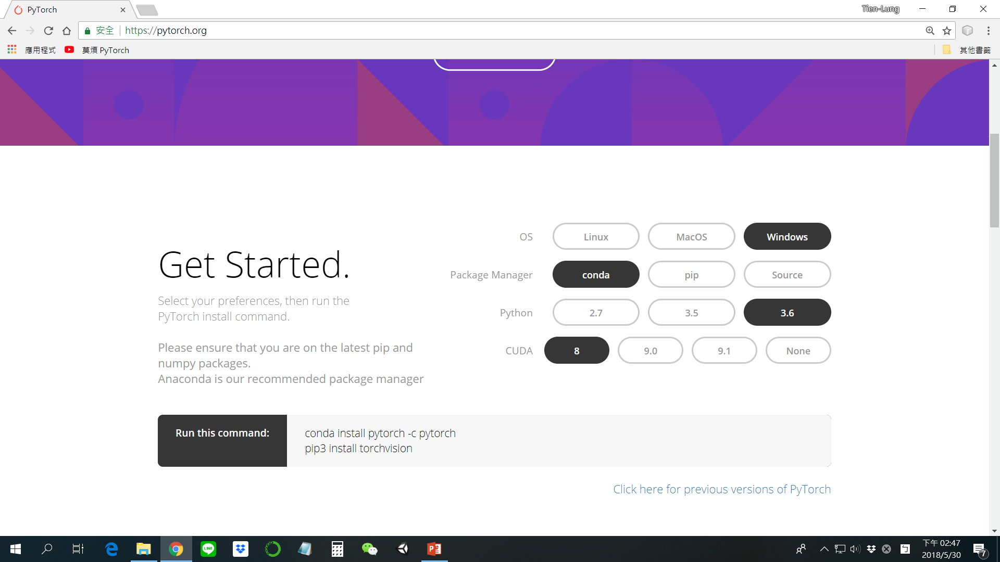 PyTorch
Tien-Lung
安全 https://pytorch.org
應用程式 莫煩 PyTorch 其他書籤
OS Linux MacOS Windows
Get Started.
Package Manager conda pip Source
Select your preferences, then run the
PyTorch install command.
Python 2.7 3.5 3.6
Please ensure that you are on the latest pip and
numpy packages.
Anaconda is our recommended package manager
CUDA 8 9.0 9.1 None
Run this command: conda install pytorch -c pytorch
pip3 install torchvision
Click here for previous versions of PyTorch
LINE
下午 02:47
2018/5/30
7